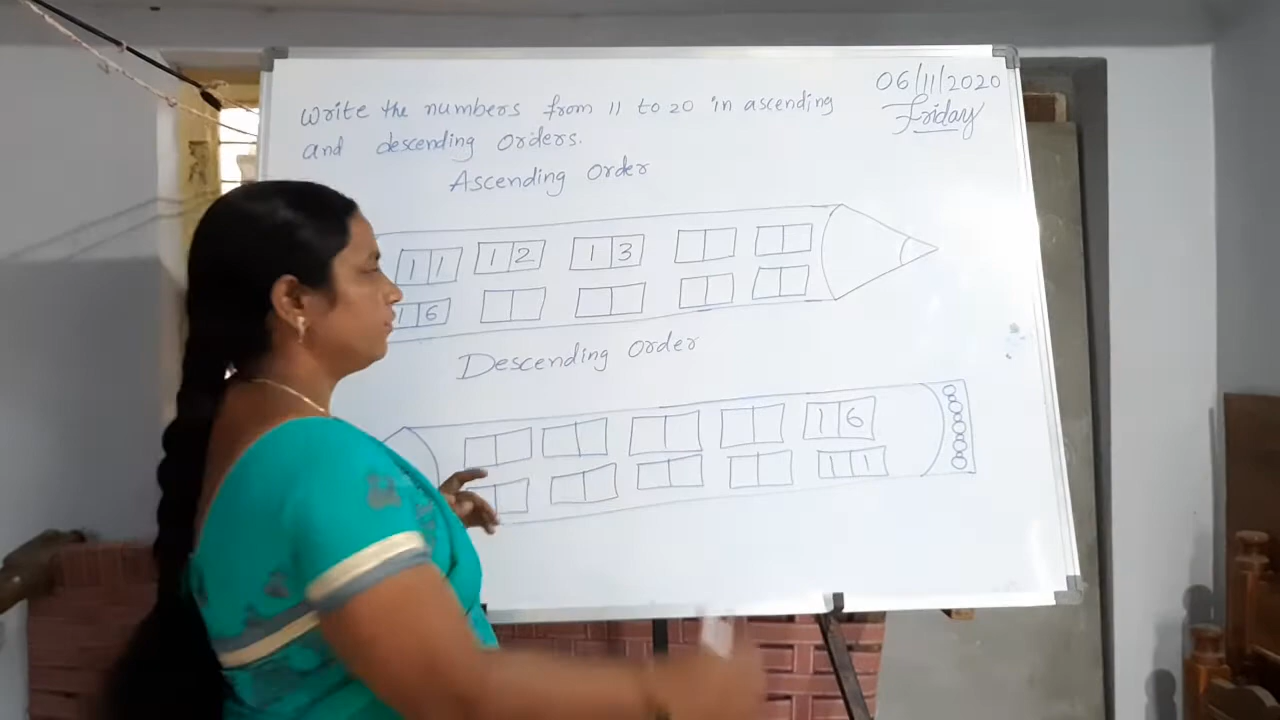 06/11/2020
Friday
Write the numbers from 11 to 20 in ascending
and descending orders.
Ascending Order
11 12 13
16
Descending Order
16
11